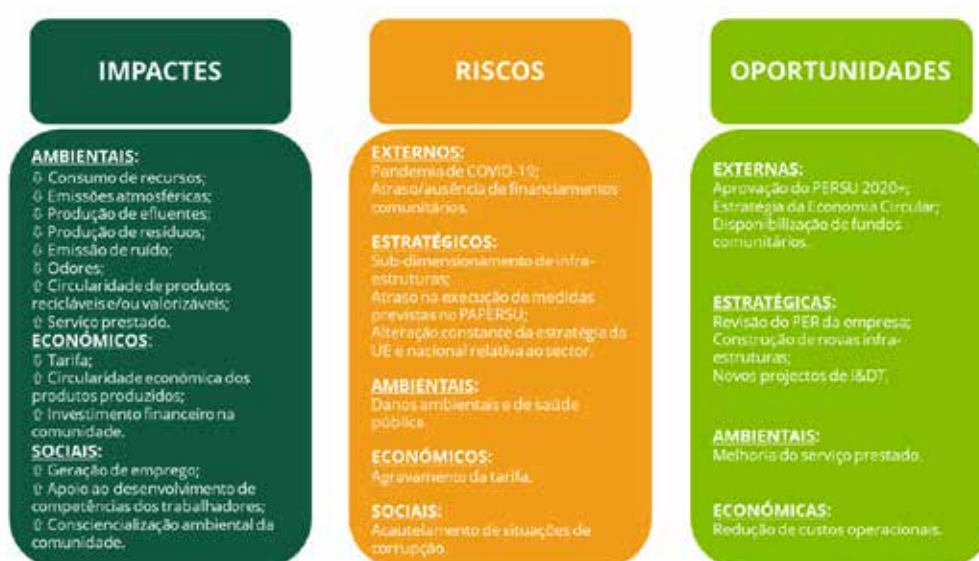 IMPACTES
AMBIENTAIS:
⇩ Consumo de recursos;
⇩ Emissões atmosféricas;
⇩ Produção de efluentes;
⇩ Produção de resíduos;
⇩ Emissão de ruído;
⇩ Odores;
⇧ Circularidade de produtos
recicláveis e/ou valorizáveis;
⇧ Serviço prestado.
ECONÓMICOS:
⇩ Tarifa;
⇧ Circularidade económica dos
produtos produzidos;
⇧ Investimento financeiro na
comunidade.
SOCIAIS:
⇧ Geração de emprego;
⇧ Apoio ao desenvolvimento de
competências dos trabalhadores;
⇧ Consciencialização ambiental da
comunidade.
RISCOS
EXTERNOS:
Pandemia de COVID-19;
Atraso/ausência de financiamentos
comunitários.
ESTRATÉGICOS:
Sub-dimensionamento de infra-
estruturas;
Atraso na execução de medidas
previstas no PAPERSU;
Alteração constante da estratégia da
UE e nacional relativa ao sector.
AMBIENTAIS:
Danos ambientais e de saúde
pública.
ECONÓMICOS:
Agravamento da tarifa.
SOCIAIS:
Acautelamento de situações de
corrupção.
OPORTUNIDADES
EXTERNAS:
Aprovação do PERSU 2020+;
Estratégia da Economia Circular;
Disponibilização de fundos
comunitários.
ESTRATÉGICAS:
Revisão do PER da empresa;
Construção de novas infra-
estruturas;
Novos projectos de I&DT.
AMBIENTAIS:
Melhoria do serviço prestado.
ECONÓMICAS:
Redução de custos operacionais.